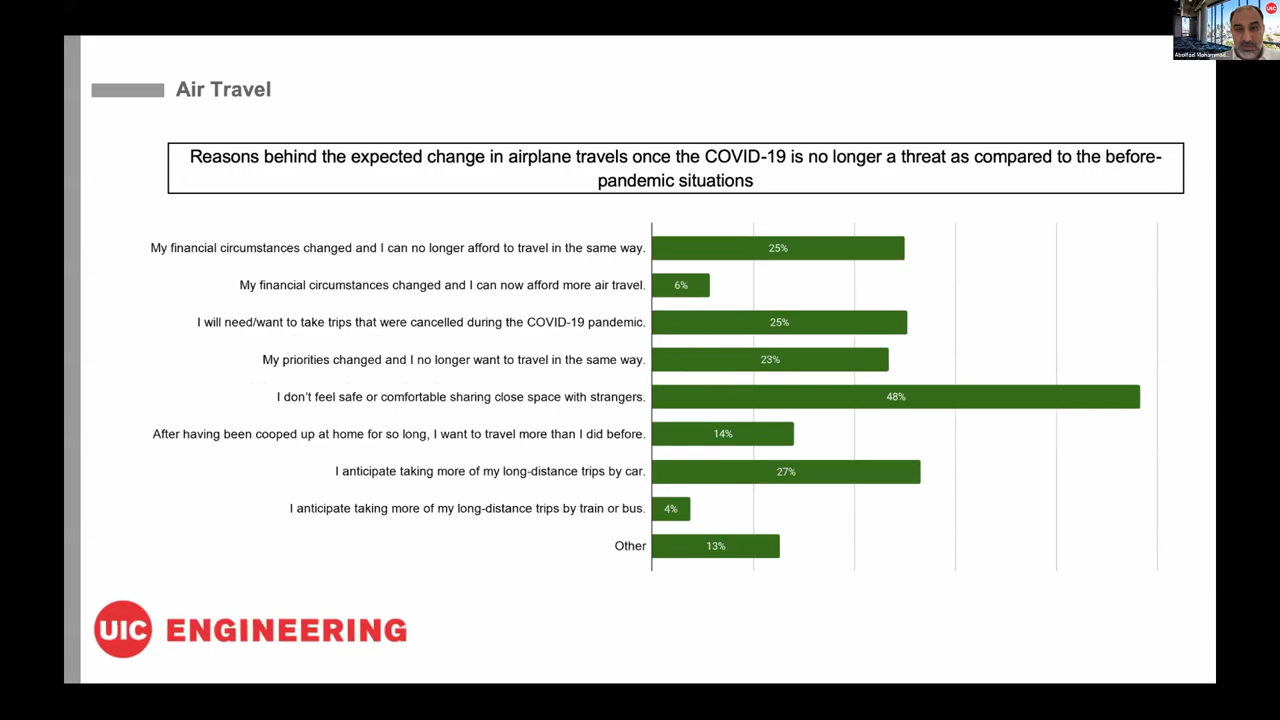 UIC
Abolfazl Mohammad...
Air Travel
Reasons behind the expected change in airplane travels once the COVID-19 is no longer a threat as compared to the before-
pandemic situations
My financial circumstances changed and I can no longer afford to travel in the same way.
25%
My financial circumstances changed and I can now afford more air travel.
6%
I will need/want to take trips that were cancelled during the COVID-19 pandemic.
25%
My priorities changed and I no longer want to travel in the same way.
23%
I don't feel safe or comfortable sharing close space with strangers.
48%
After having been cooped up at home for so long, I want to travel more than I did before.
14%
I anticipate taking more of my long-distance trips by car.
27%
I anticipate taking more of my long-distance trips by train or bus.
4%
Other
13%
UIC ENGINEERING